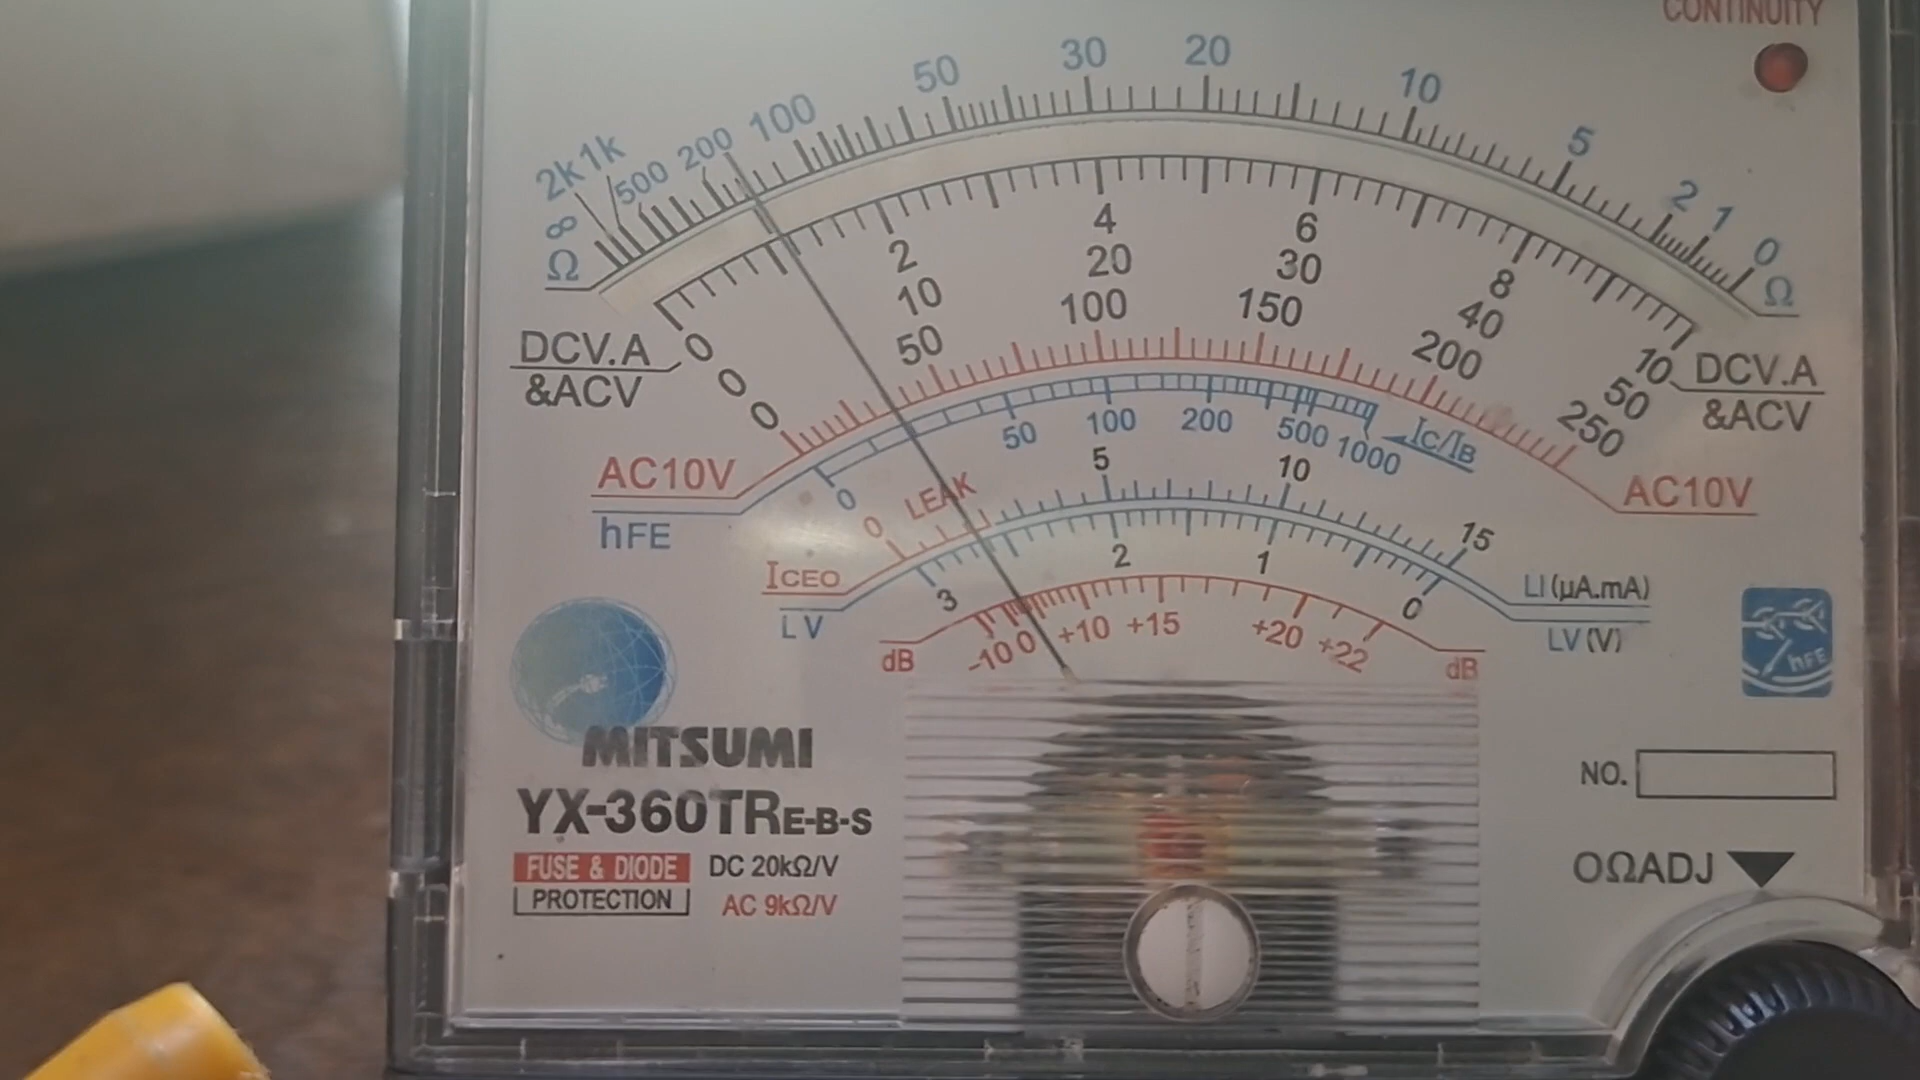 CONTINUITY
2k 1k 500 200 100 50 30 20 10 5 2 1 0
∞
Ω Ω
0 2 4 6 8 10
DCV.A DCV.A
0 10 20 30 40 50
&ACV &ACV
0 50 100 150 200 250
AC10V AC10V
hFE 0 50 100 200 500 1000 IC/IB
0 LEAK 5 10 15
ICEO LI (µA.mA)
LV 3 2 1 0 LV (V)
dB -10 0 +10 +15 +20 +22 dB
hFE
MITSUMI
YX-360TRE-B-S
FUSE & DIODE DC 20kΩ/V
PROTECTION AC 9kΩ/V
NO.
0ΩADJ